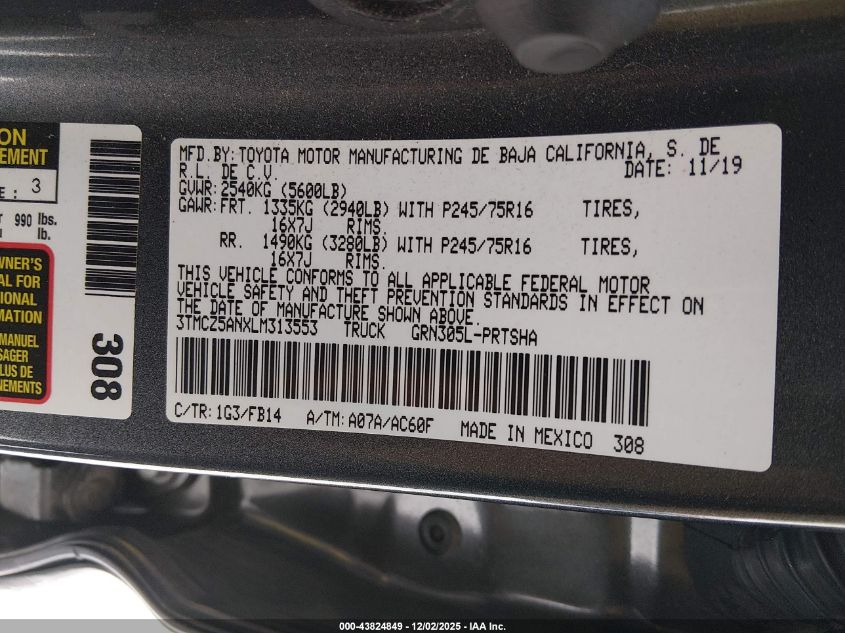 ON
EMENT
E : 3
T 990 lbs.
lb.
WNER'S
AL FOR
ONAL
MATION
MANUEL
SAGER
LUS DE
NEMENTS
308
MFD.BY: TOYOTA MOTOR MANUFACTURING DE BAJA CALIFORNIA, S. DE
R.L. DE C.V. DATE: 11/19
GVWR: 2540KG (5600LB)
GAWR: FRT. 1335KG (2940LB) WITH P245/75R16 TIRES,
16X7J RIMS.
RR. 1490KG (3280LB) WITH P245/75R16 TIRES,
16X7J RIMS.
THIS VEHICLE CONFORMS TO ALL APPLICABLE FEDERAL MOTOR
VEHICLE SAFETY AND THEFT PREVENTION STANDARDS IN EFFECT ON
THE DATE OF MANUFACTURE SHOWN ABOVE.
3TMCZ5ANXLM313553 TRUCK GRN305L-PRTSHA
C/TR: 1G3/FB14 A/TM: A07A/AC60F MADE IN MEXICO 308
000-43824849 - 12/02/2025 - IAA Inc.